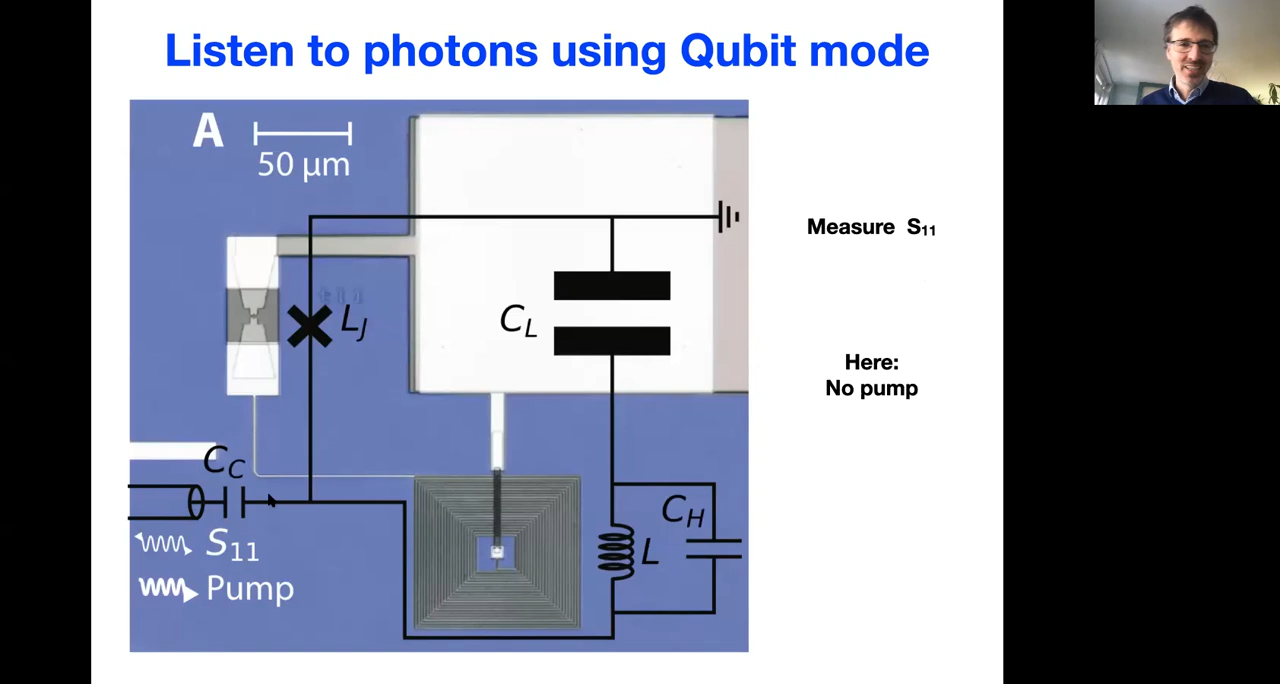 Listen to photons using Qubit mode
A
50 μm
Measure S₁₁
L_J
C_L
Here:
No pump
C_C
C_H
S₁₁
L
Pump